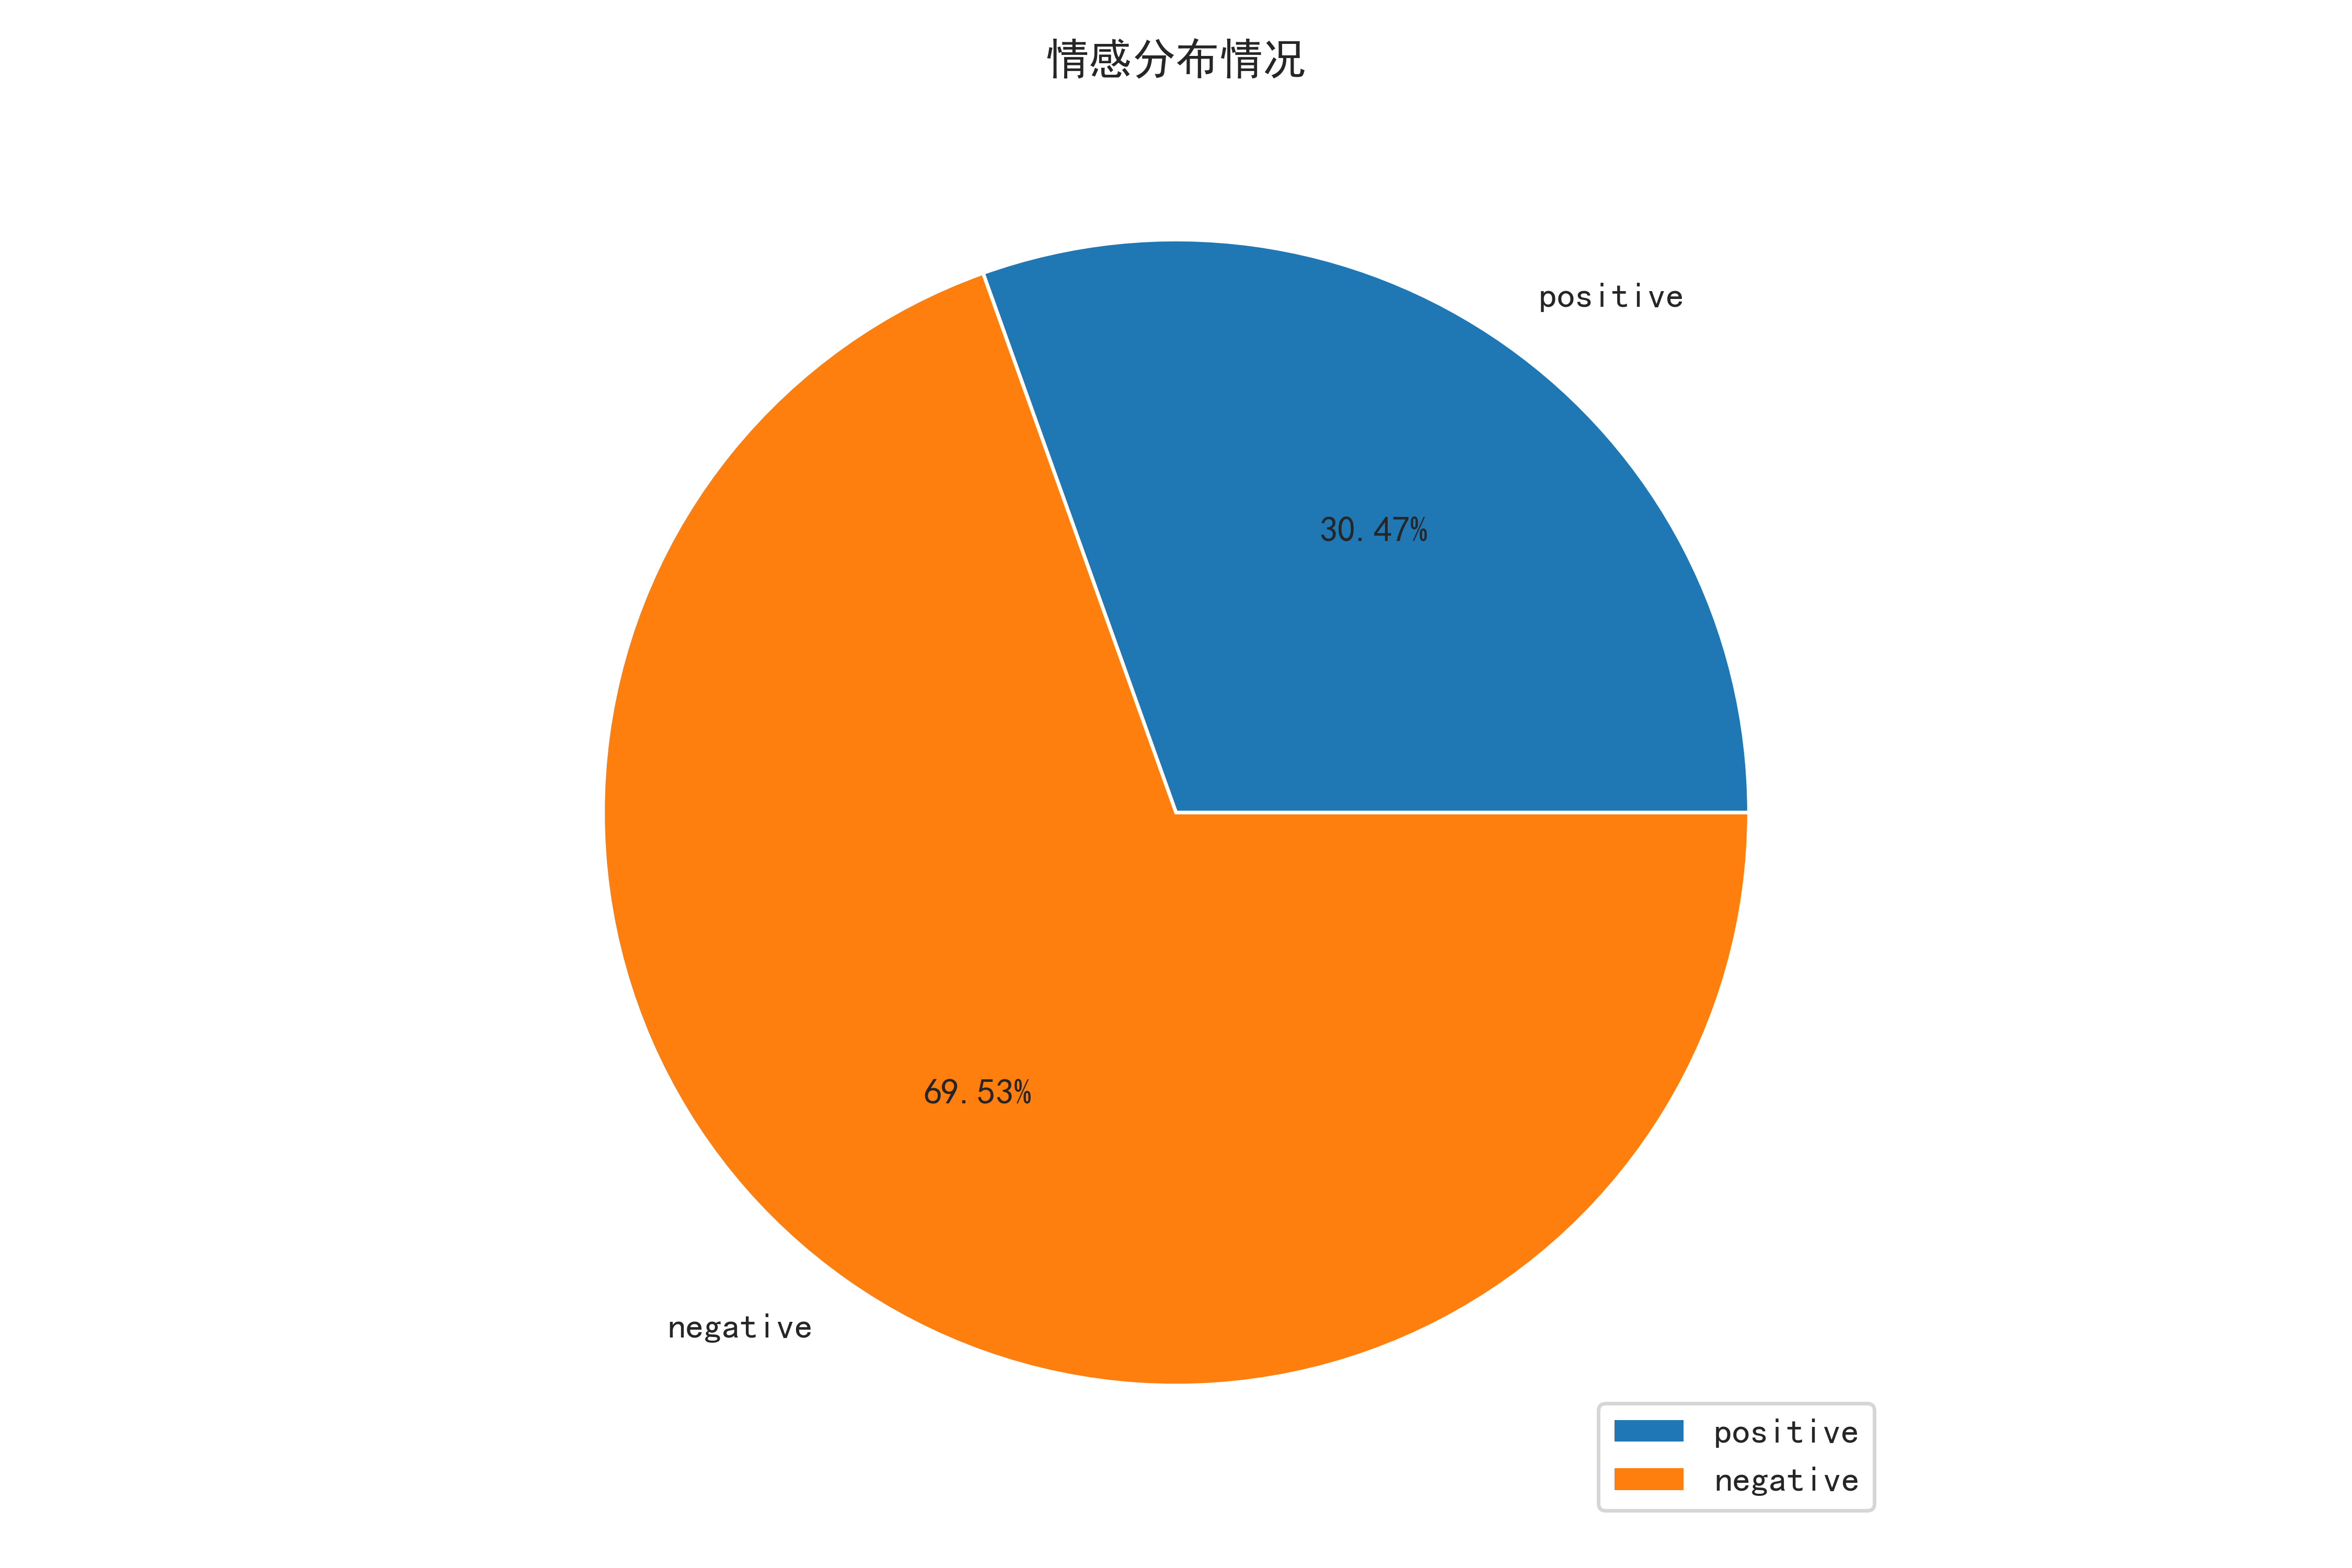 情感分布情况
positive
30.47%
69.53%
negative
positive
negative